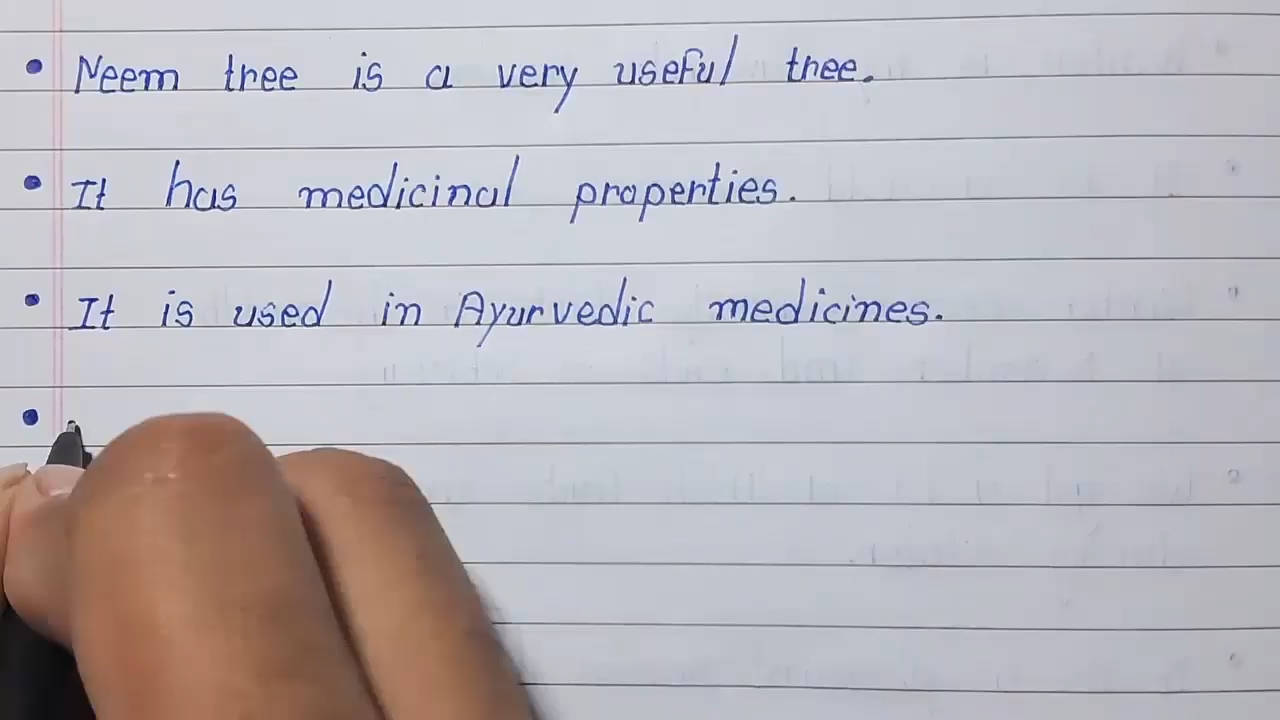 • Neem tree is a very useful tree.
• It has medicinal properties.
• It is used in Ayurvedic medicines.
•